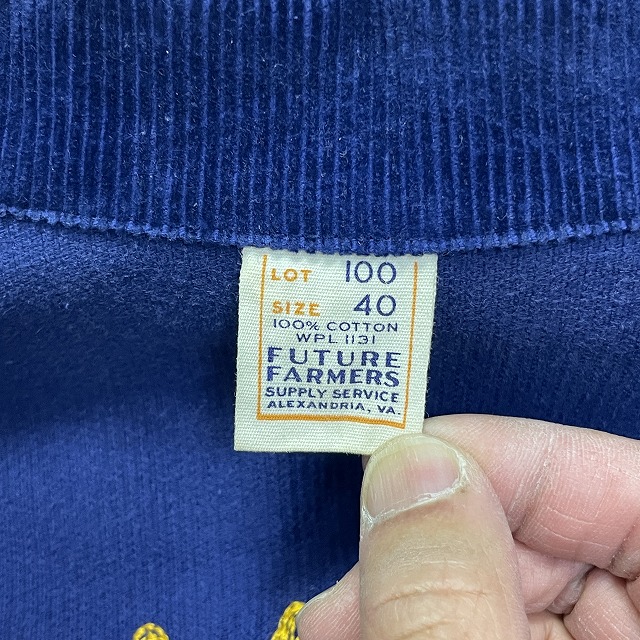 LOT 100
SIZE 40
100% COTTON
WPL 1131
FUTURE
FARMERS
SUPPLY SERVICE
ALEXANDRIA, VA.